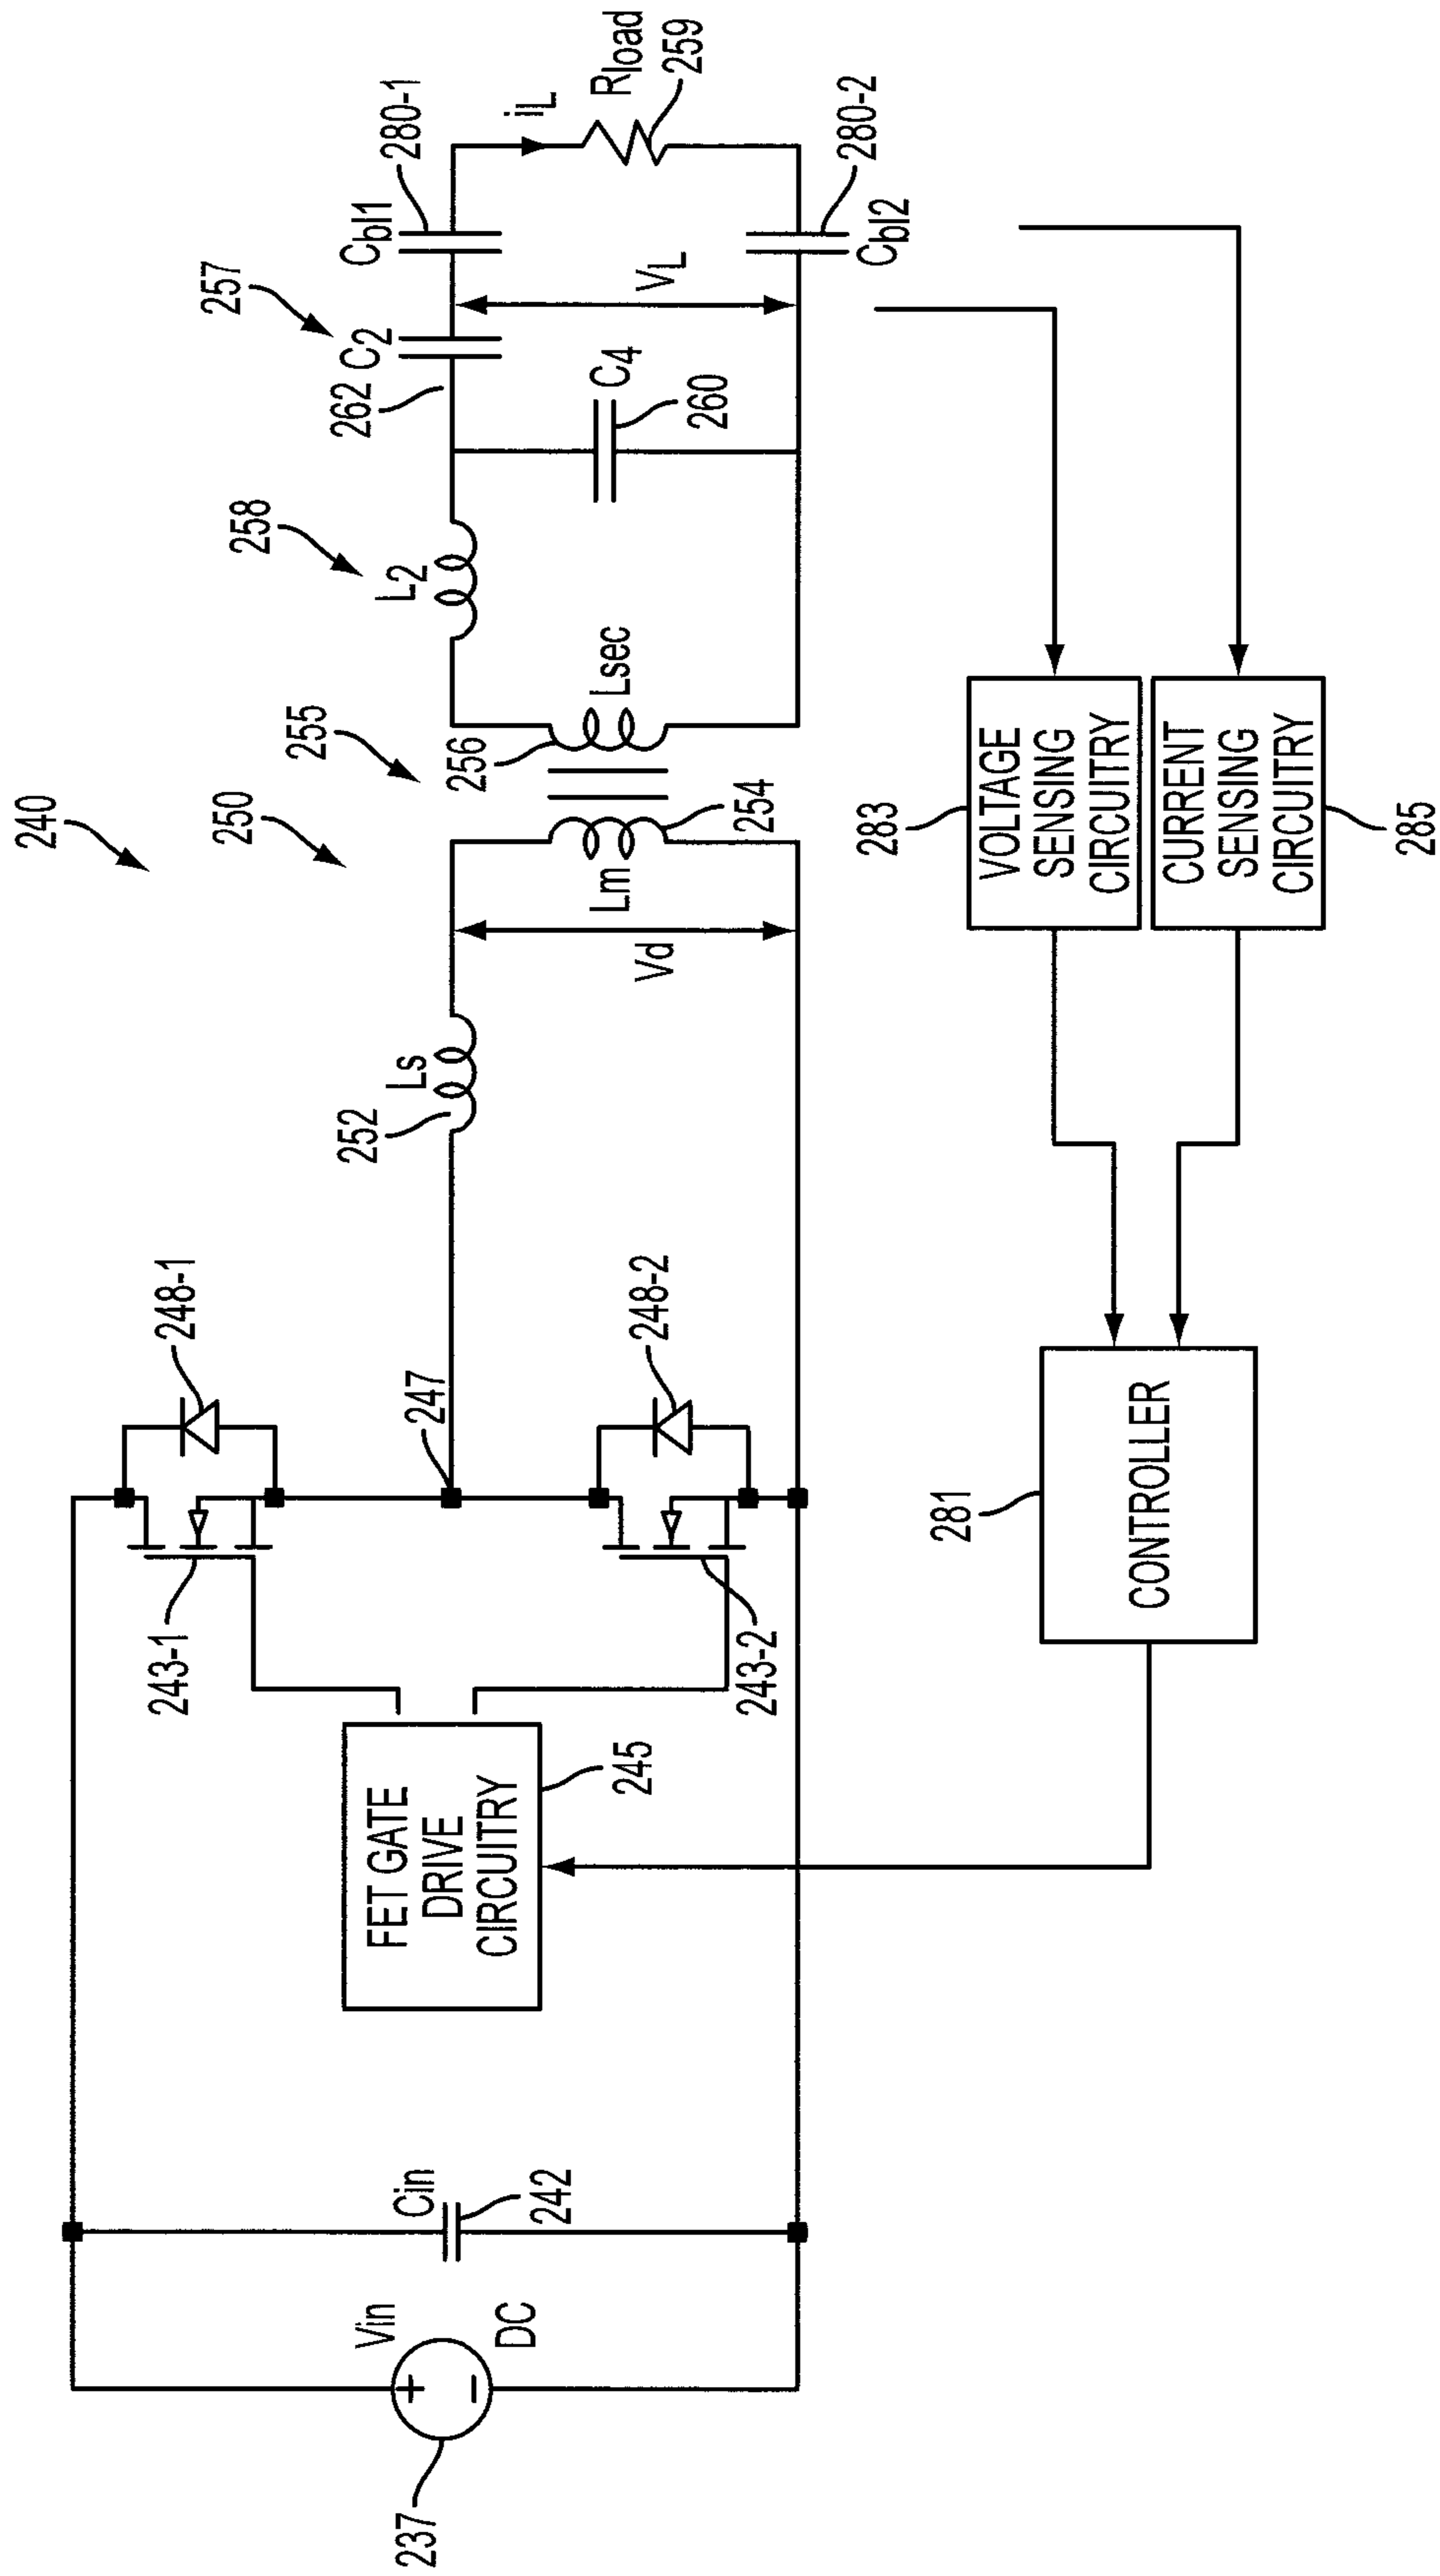 240
237
Vin
+
−
DC
Cin
242
FET GATE
DRIVE
CIRCUITRY
245
243-1
248-1
247
243-2
248-2
252
Ls
250
Vd
Lm
254
255
256
Lsec
258
L2
262
257
C2
C4
260
VL
Cbl1
280-1
iL
Rload
259
Cbl2
280-2
281
CONTROLLER
283
VOLTAGE
SENSING
CIRCUITRY
CURRENT
SENSING
CIRCUITRY
285